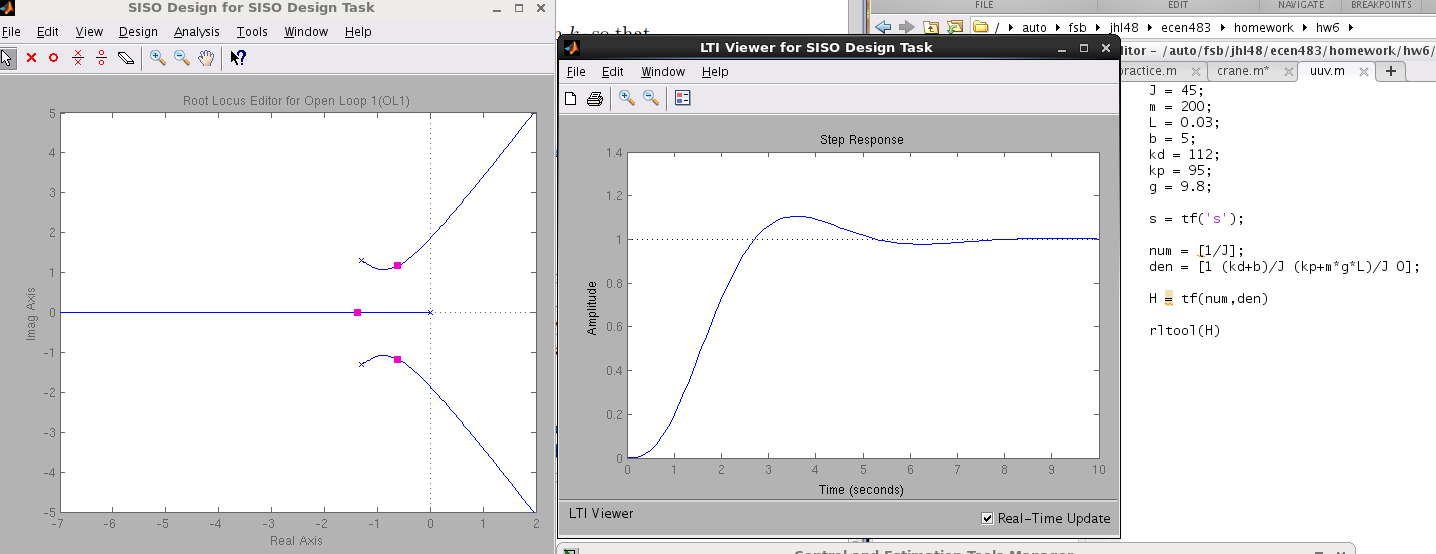 SISO Design for SISO Design Task
File Edit View Design Analysis Tools Window Help
Root Locus Editor for Open Loop 1(OL1)
5
4
3
2
1
0
-1
-2
-3
-4
-5
-7 -6 -5 -4 -3 -2 -1 0 1 2
Imag Axis
Real Axis
so that
LTI Viewer for SISO Design Task
File Edit Window Help
Step Response
1.4
1.2
1
0.8
0.6
0.4
0.2
0
0 1 2 3 4 5 6 7 8 9 10
Amplitude
Time (seconds)
LTI Viewer
Real-Time Update
Control and Estimation Tools Manager
FILE EDIT NAVIGATE BREAKPOINTS
/ auto fsb jhl48 ecen483 homework hw6
itor - /auto/fsb/jhl48/ecen483/homework/hw6/
practice.m crane.m* uuv.m +
J = 45;
m = 200;
L = 0.03;
b = 5;
kd = 112;
kp = 95;
g = 9.8;
s = tf('s');
num = [1/J];
den = [1 (kd+b)/J (kp+m*g*L)/J 0];
H = tf(num,den)
rltool(H)